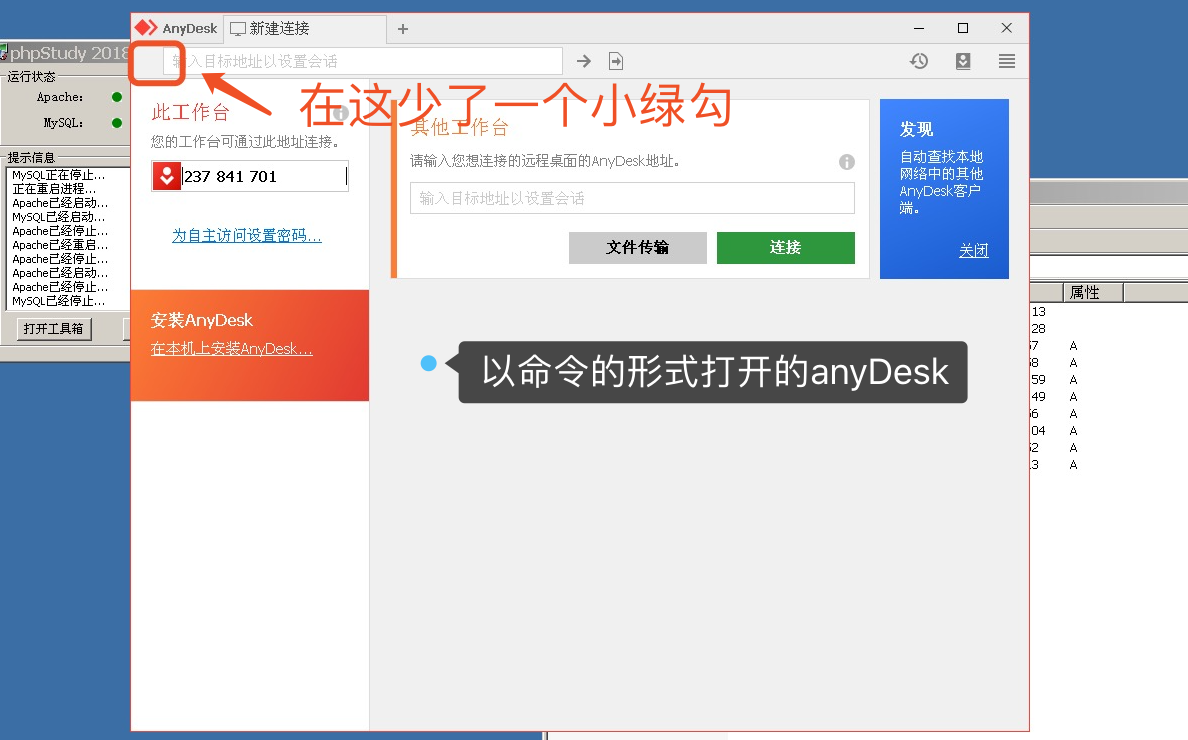 AnyDesk
新建连接
phpStudy 2018
输入目标地址以设置会话
在这少了一个小绿勾
运行状态
Apache:
MySQL:
提示信息
MySQL正在停止...
正在重启进程...
Apache已经启动...
MySQL已经启动...
Apache已经停止...
Apache已经重启...
Apache已经停止...
Apache已经启动...
Apache已经停止...
MySQL已经停止...
打开工具箱
此工作台
您的工作台可通过此地址连接。
237 841 701
为自主访问设置密码...
安装AnyDesk
在本机上安装AnyDesk...
其他工作台
请输入您想连接的远程桌面的AnyDesk地址。
输入目标地址以设置会话
文件传输
连接
发现
自动查找本地
网络中的其他
AnyDesk客户
端。
关闭
以命令的形式打开的anyDesk
属性
13
28
A
A
59 A
49 A
A
04 A
A
A